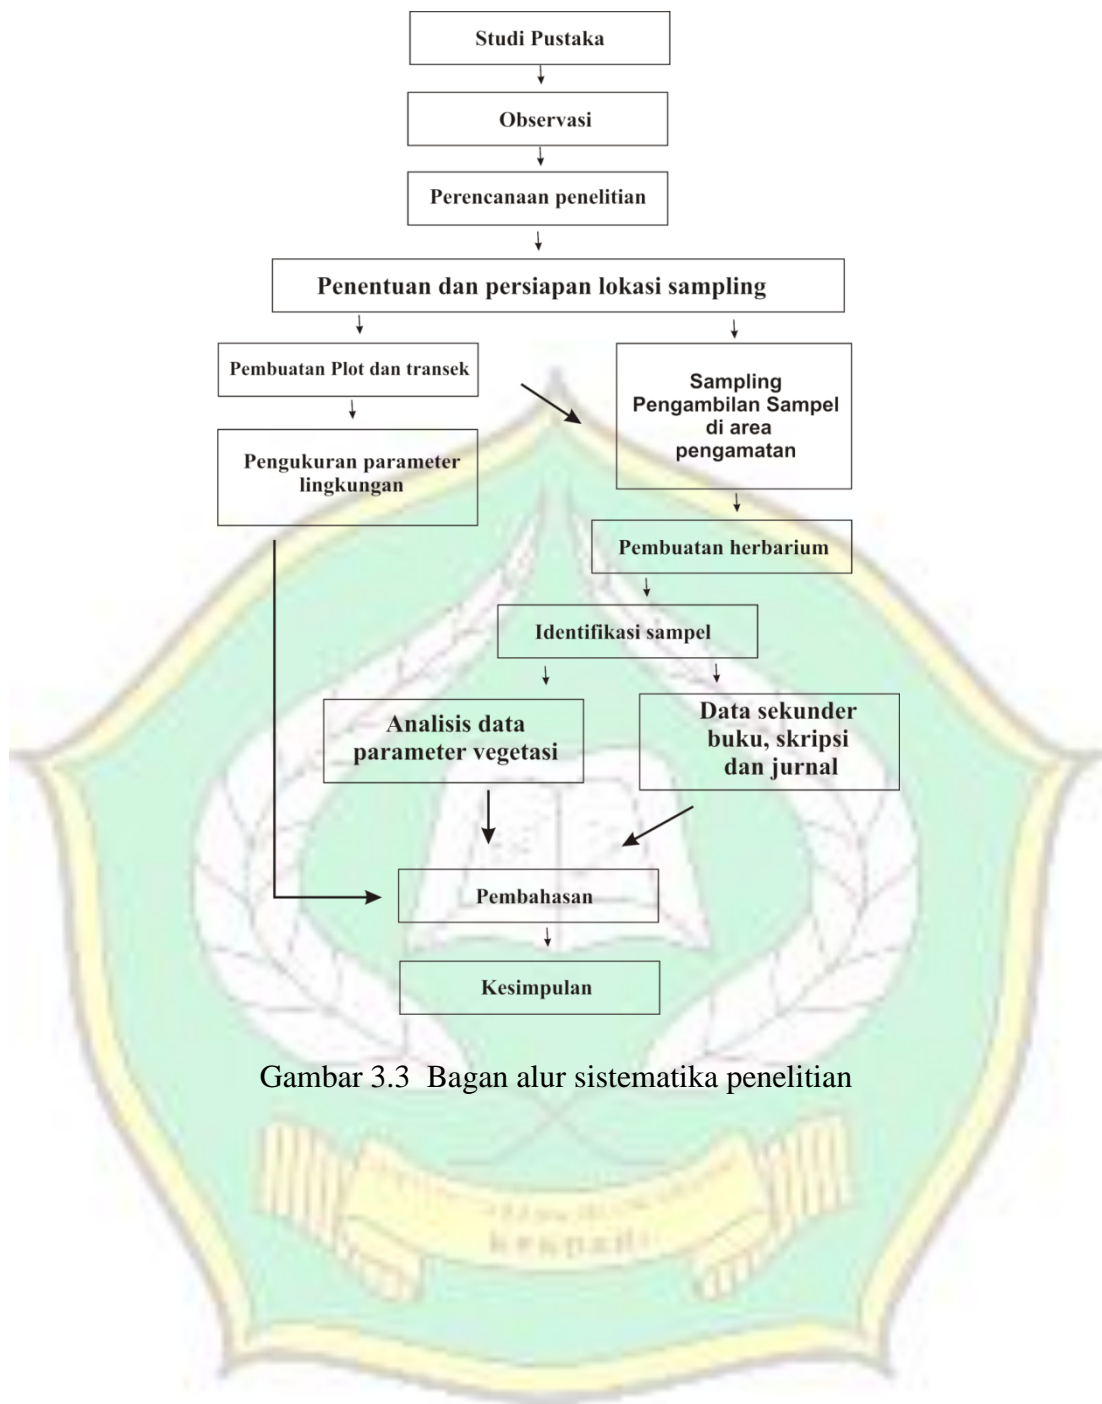 Studi Pustaka
Observasi
Perencanaan penelitian
Penentuan dan persiapan lokasi sampling
Pembuatan Plot dan transek
Sampling
Pengambilan Sampel
di area
pengamatan
Pengukuran parameter
lingkungan
Pembuatan herbarium
Identifikasi sampel
Analisis data
parameter vegetasi
Data sekunder
buku, skripsi
dan jurnal
Pembahasan
Kesimpulan
Gambar 3.3 Bagan alur sistematika penelitian
KENDARI